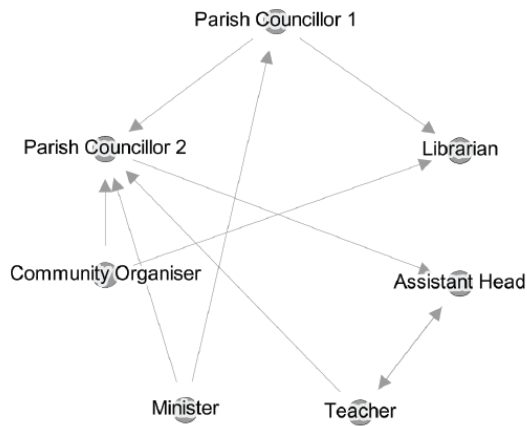 Parish Councillor 1
Parish Councillor 2
Librarian
Community Organiser
Assistant Head
Minister
Teacher